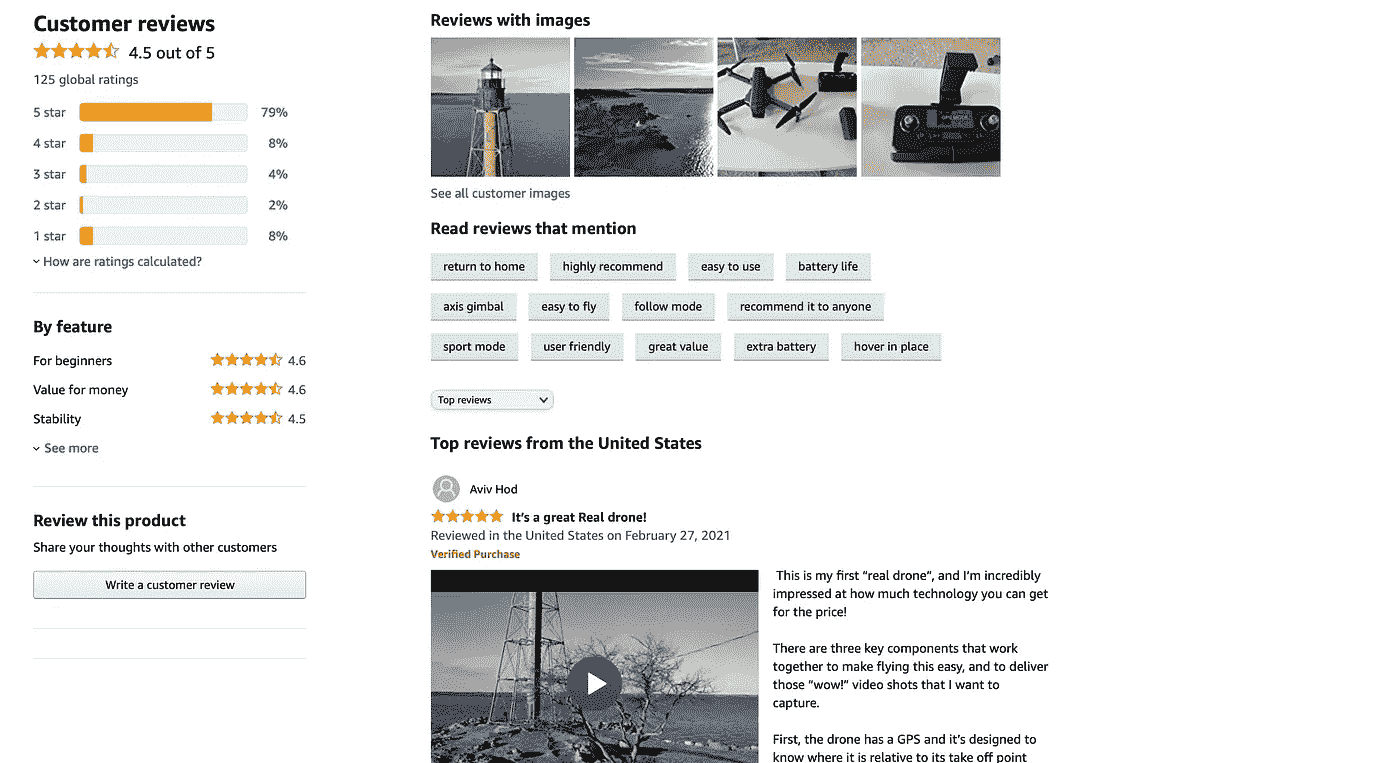 Customer reviews
4.5 out of 5
125 global ratings
5 star 79%
4 star 8%
3 star 4%
2 star 2%
1 star 8%
How are ratings calculated?
By feature
For beginners 4.6
Value for money 4.6
Stability 4.5
See more
Review this product
Share your thoughts with other customers
Write a customer review
Reviews with images
See all customer images
Read reviews that mention
return to home highly recommend easy to use battery life
axis gimbal easy to fly follow mode recommend it to anyone
sport mode user friendly great value extra battery hover in place
Top reviews
Top reviews from the United States
Aviv Hod
It’s a great Real drone!
Reviewed in the United States on February 27, 2021
Verified Purchase
This is my first “real drone”, and I’m incredibly
impressed at how much technology you can get
for the price!
There are three key components that work
together to make flying this easy, and to deliver
those “wow!” video shots that I want to
capture.
First, the drone has a GPS and it’s designed to
know where it is relative to its take off point